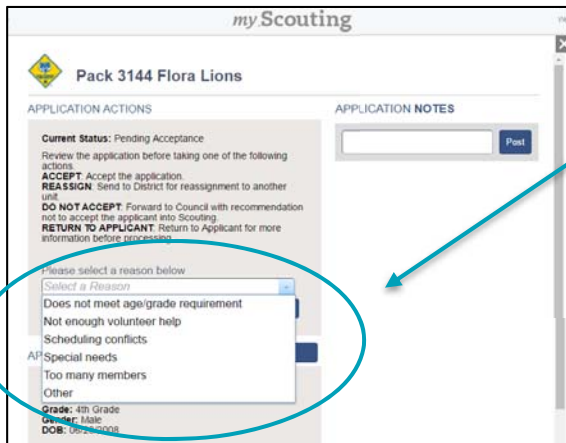 my.Scouting
Pack 3144 Flora Lions
APPLICATION ACTIONS
Current Status: Pending Acceptance
Review the application before taking one of the following
actions.
ACCEPT: Accept the application.
REASSIGN: Send to District for reassignment to another
unit.
DO NOT ACCEPT: Forward to Council with recommendation
not to accept the applicant into Scouting.
RETURN TO APPLICANT: Return to Applicant for more
information before processing.
Please select a reason below
Select a Reason
Does not meet age/grade requirement
Not enough volunteer help
Scheduling conflicts
Special needs
Too many members
Other
Grade: 4th Grade
Gender: Male
DOB:
APPLICATION NOTES
Post